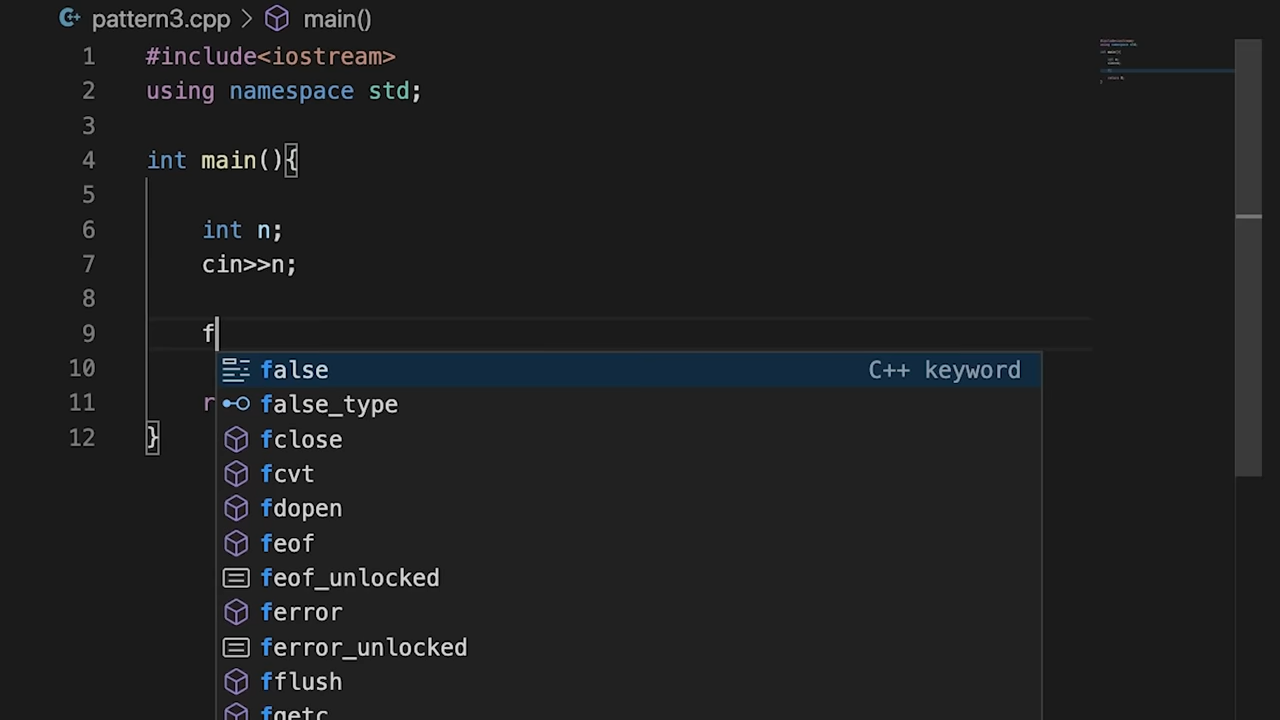 pattern3.cpp > main()
1 #include<iostream>
2 using namespace std;
3
4 int main(){
5
6 int n;
7 cin>>n;
8
9 f
10 false C++ keyword
11 r false_type
12 } fclose
fcvt
fdopen
feof
feof_unlocked
ferror
ferror_unlocked
fflush
fgetc